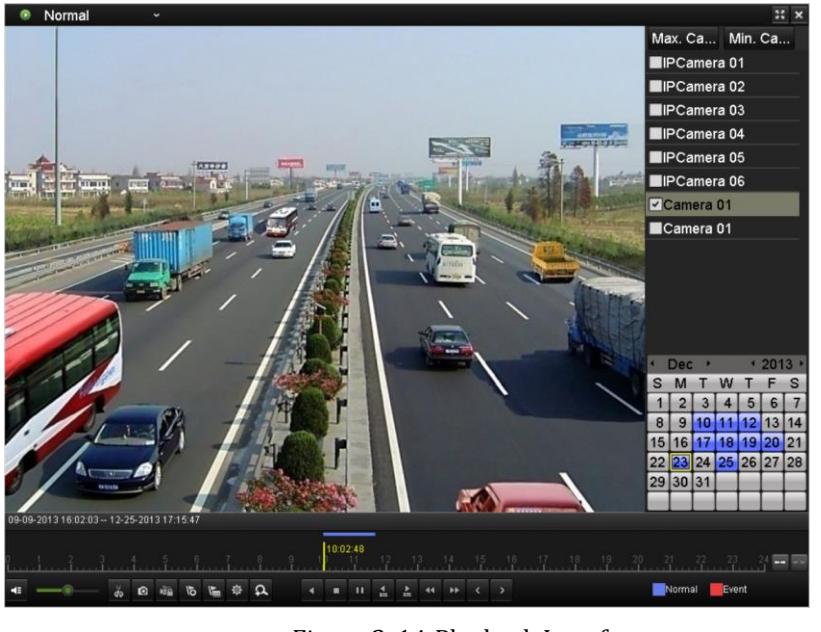 Normal
Max. Ca... Min. Ca...
IPCamera 01
IPCamera 02
IPCamera 03
IPCamera 04
IPCamera 05
IPCamera 06
Camera 01
Camera 01
Dec 2013
S M T W T F S
1 2 3 4 5 6 7
8 9 10 11 12 13 14
15 16 17 18 19 20 21
22 23 24 25 26 27 28
29 30 31
09-09-2013 16:02:03 -- 12-25-2013 17:15:47
10:02:48
0 1 2 3 4 5 6 7 8 9 10 11 12 13 14 15 16 17 18 19 20 21 22 23 24
Normal Event